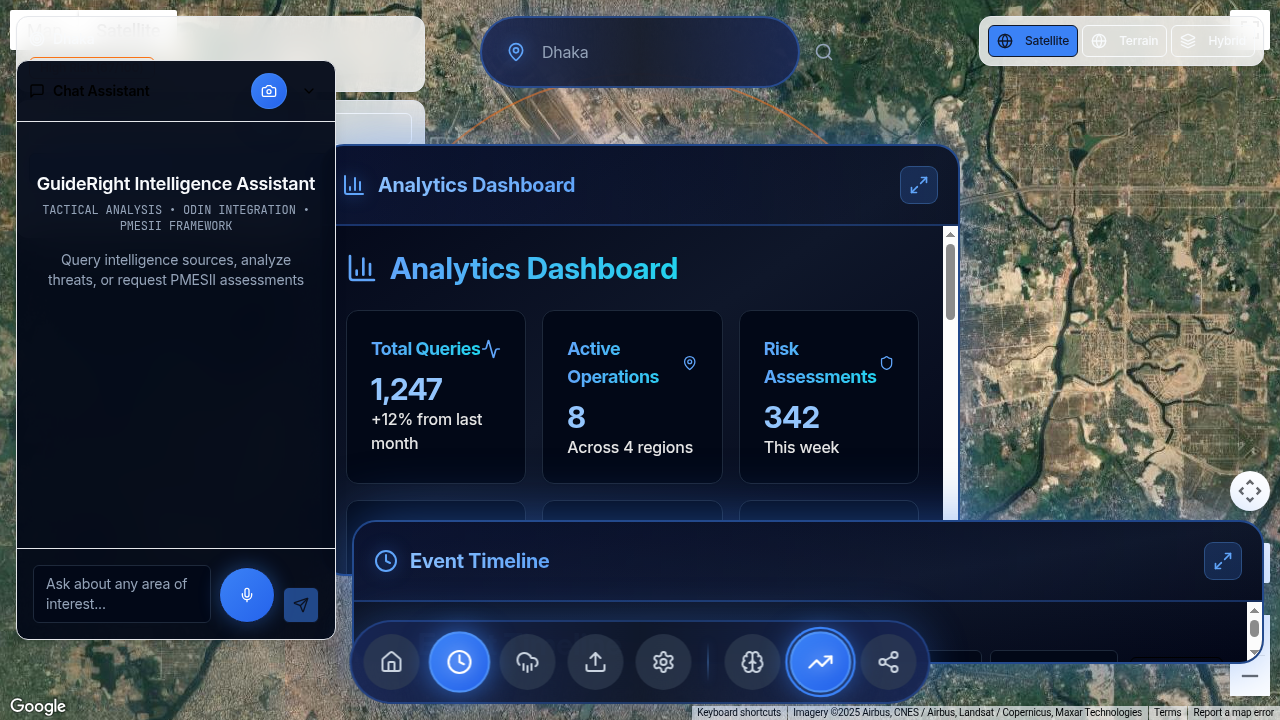 Map
Satellite
Dhaka
Satellite
Terrain
Hybrid
Chat Assistant
GuideRight Intelligence Assistant
TACTICAL ANALYSIS • ODIN INTEGRATION •
PMESII FRAMEWORK
Query intelligence sources, analyze
threats, or request PMESII assessments
Ask about any area of
interest...
Analytics Dashboard
Analytics Dashboard
Total Queries
1,247
+12% from last
month
Active
Operations
8
Across 4 regions
Risk
Assessments
342
This week
Event Timeline
Google
Keyboard shortcuts
Imagery ©2025 Airbus, CNES / Airbus, Landsat / Copernicus, Maxar Technologies
Terms
Report a map error